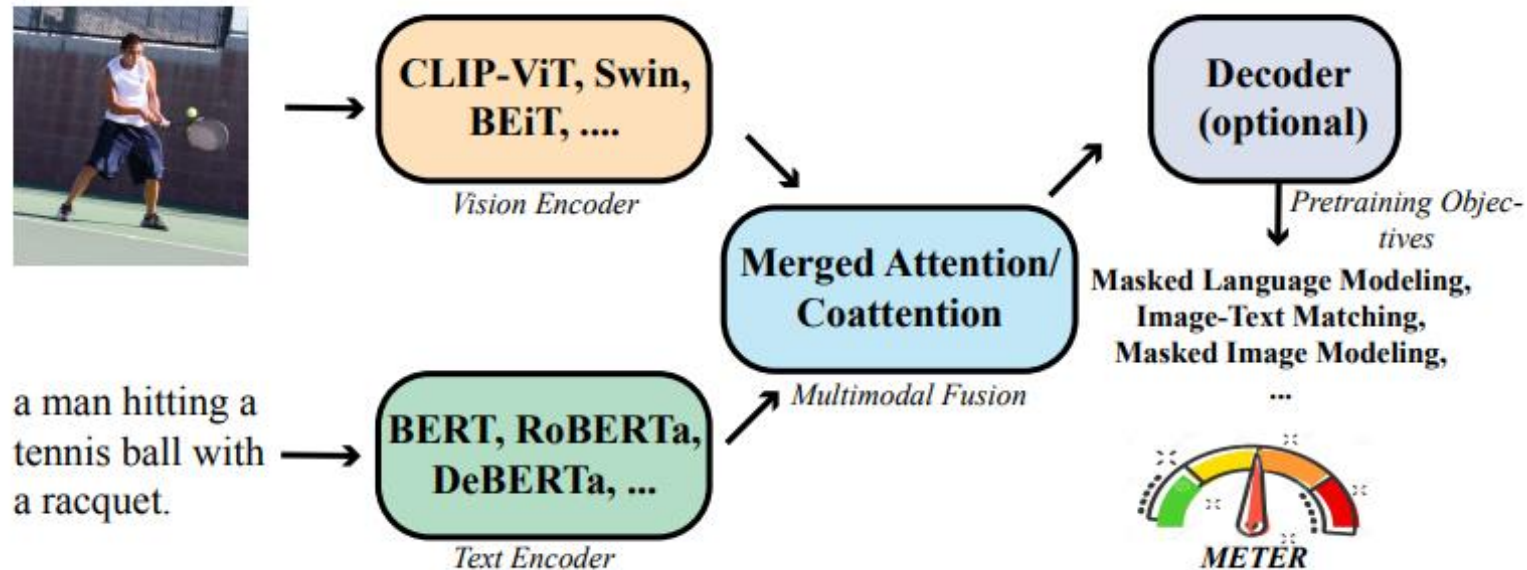 CLIP-ViT, Swin,
BEiT, ....
Vision Encoder
a man hitting a
tennis ball with
a racquet.
BERT, RoBERTa,
DeBERTa, ...
Text Encoder
Merged Attention/
Coattention
Multimodal Fusion
Decoder
(optional)
Pretraining Objec-
tives
Masked Language Modeling,
Image-Text Matching,
Masked Image Modeling,
...
METER